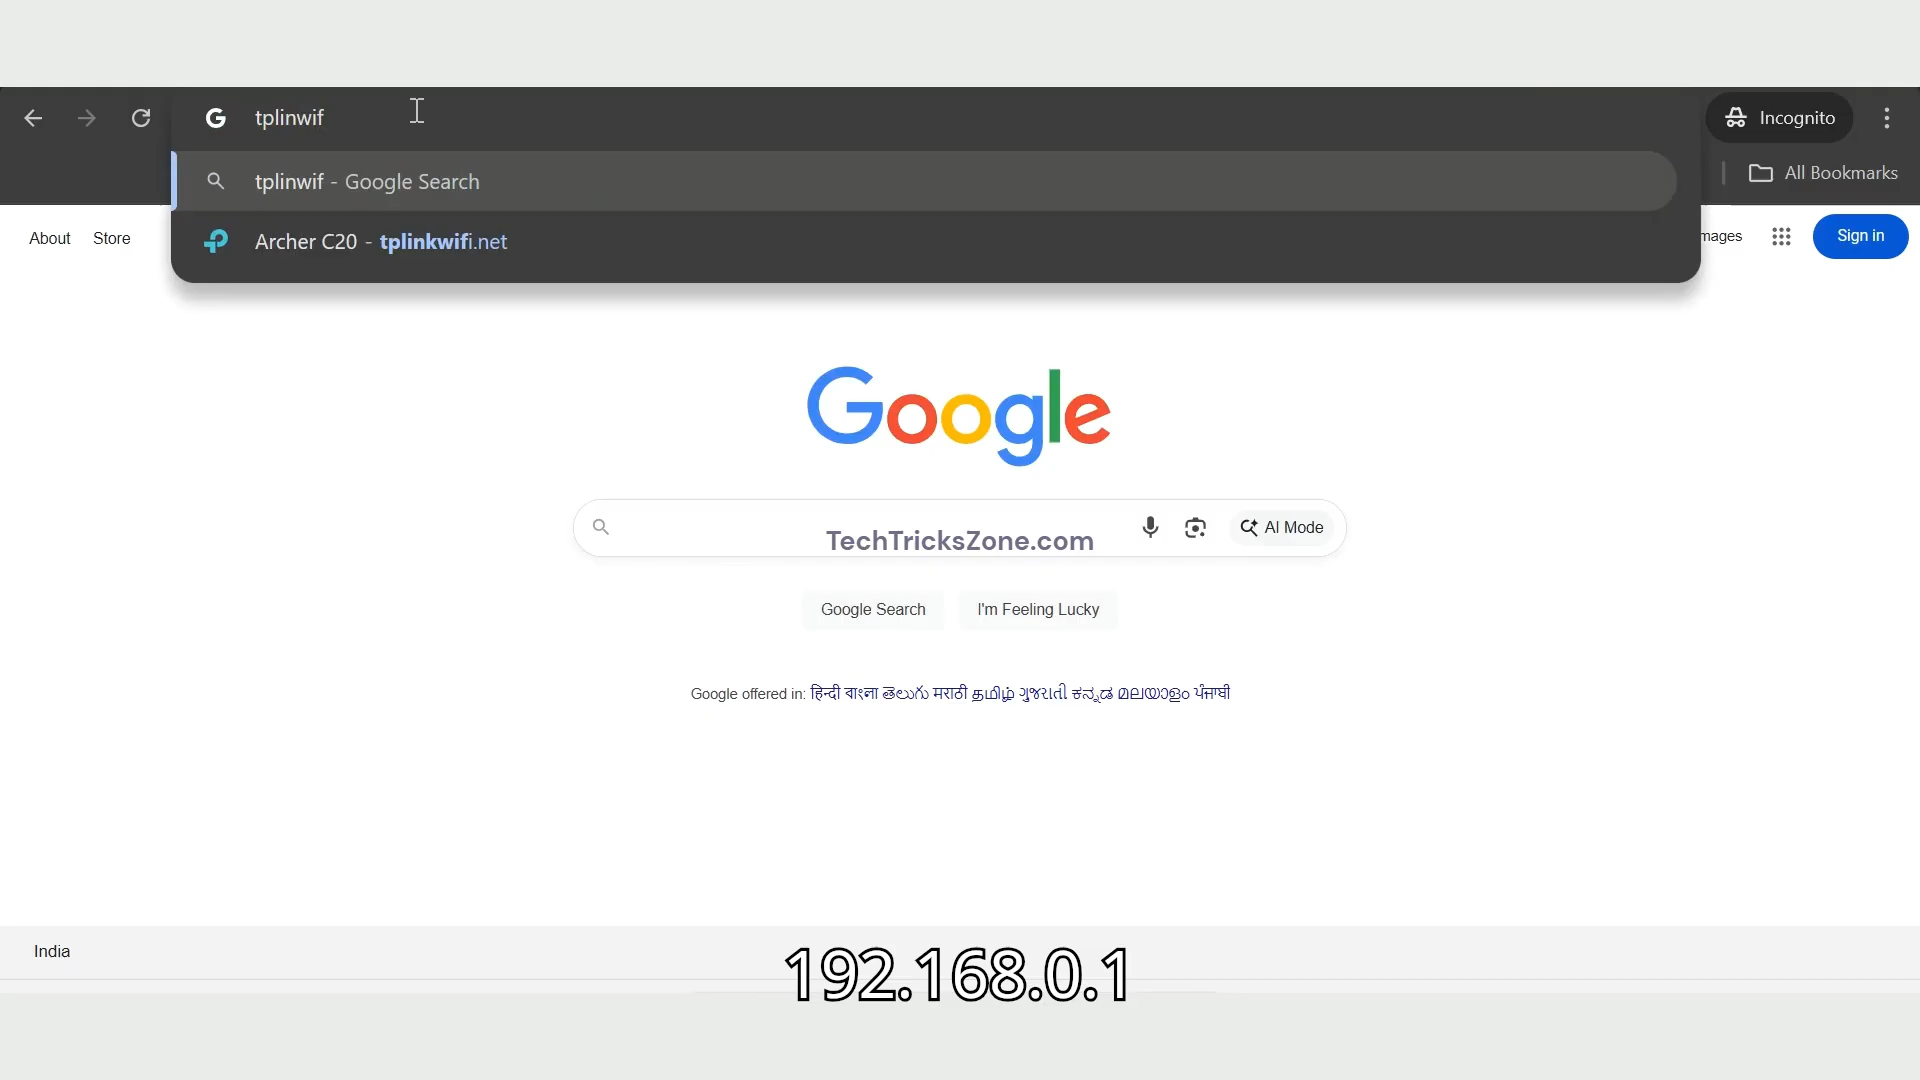 tplinwif
Incognito
tplinwif - Google Search
All Bookmarks
Archer C20 - tplinkwifi.net
About Store
mages
Sign in
Google
TechTricksZone.com
AI Mode
Google Search
I'm Feeling Lucky
Google offered in: हिन्दी বাংলা తెలుగు मराठी தமிழ் ગુજરાતી ಕನ್ನಡ മലയാളം ਪੰਜਾਬੀ
India
192.168.0.1